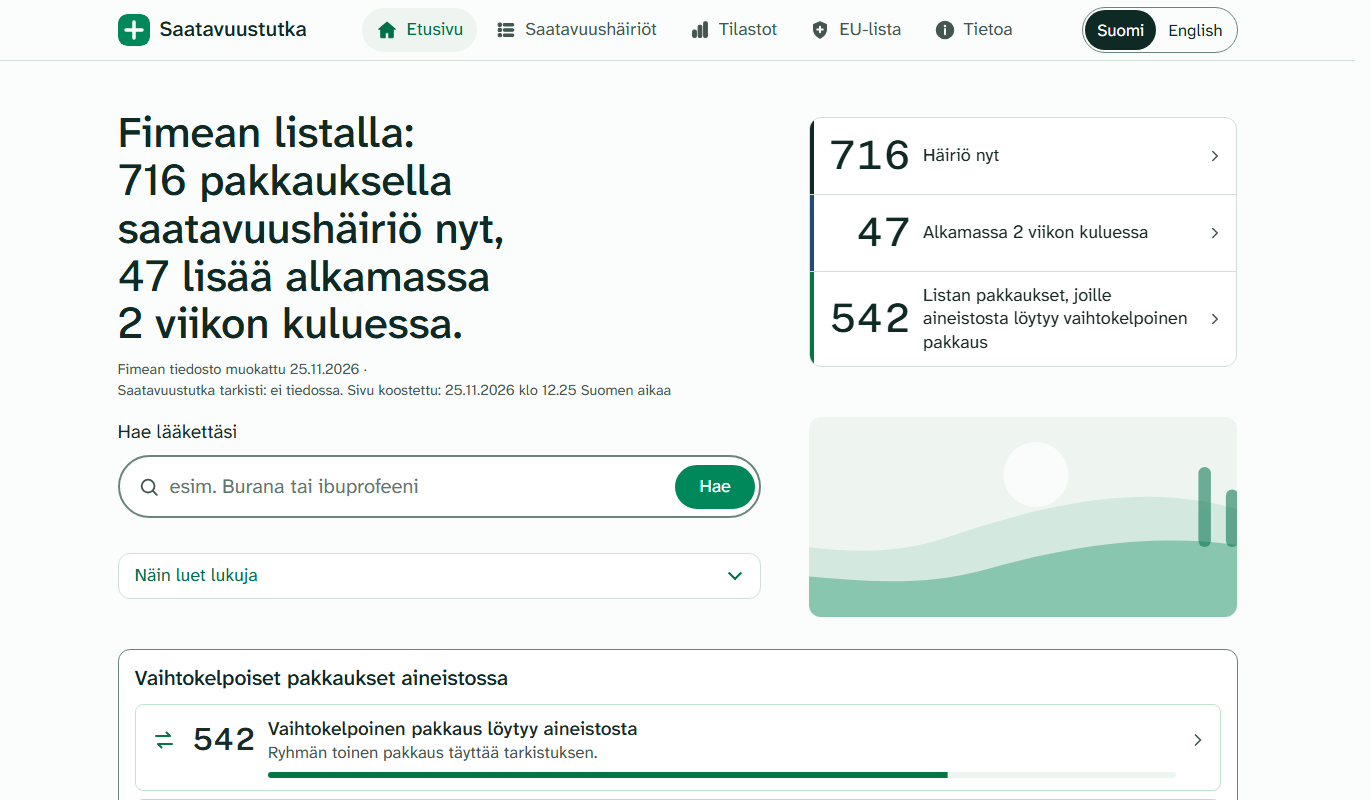 Saatavuustutka
Etusivu
Saatavuushäiriöt
Tilastot
EU-lista
Tietoa
Suomi
English
Fimean listalla:
716 pakkauksella
saatavuushäiriö nyt,
47 lisää alkamassa
2 viikon kuluessa.
Fimean tiedosto muokattu 25.11.2026 ·
Saatavuustutka tarkisti: ei tiedossa. Sivu koostettu: 25.11.2026 klo 12.25 Suomen aikaa
Hae lääkettäsi
esim. Burana tai ibuprofeeni
Hae
Näin luet lukuja
716 Häiriö nyt
47 Alkamassa 2 viikon kuluessa
542 Listan pakkaukset, joille
aineistosta löytyy vaihtokelpoinen
pakkaus
Vaihtokelpoiset pakkaukset aineistossa
542 Vaihtokelpoinen pakkaus löytyy aineistosta
Ryhmän toinen pakkaus täyttää tarkistuksen.